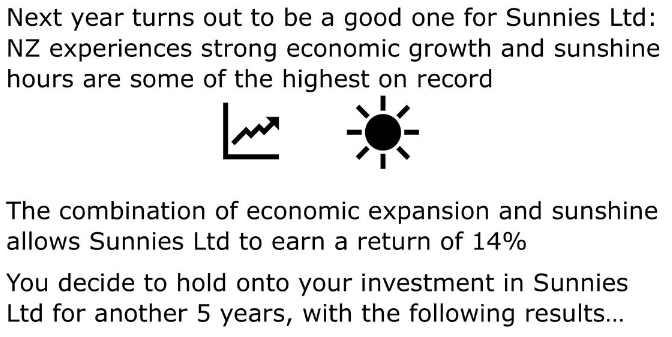 Next year turns out to be a good one for Sunnies Ltd:
NZ experiences strong economic growth and sunshine
hours are some of the highest on record
The combination of economic expansion and sunshine
allows Sunnies Ltd to earn a return of 14%
You decide to hold onto your investment in Sunnies
Ltd for another 5 years, with the following results...